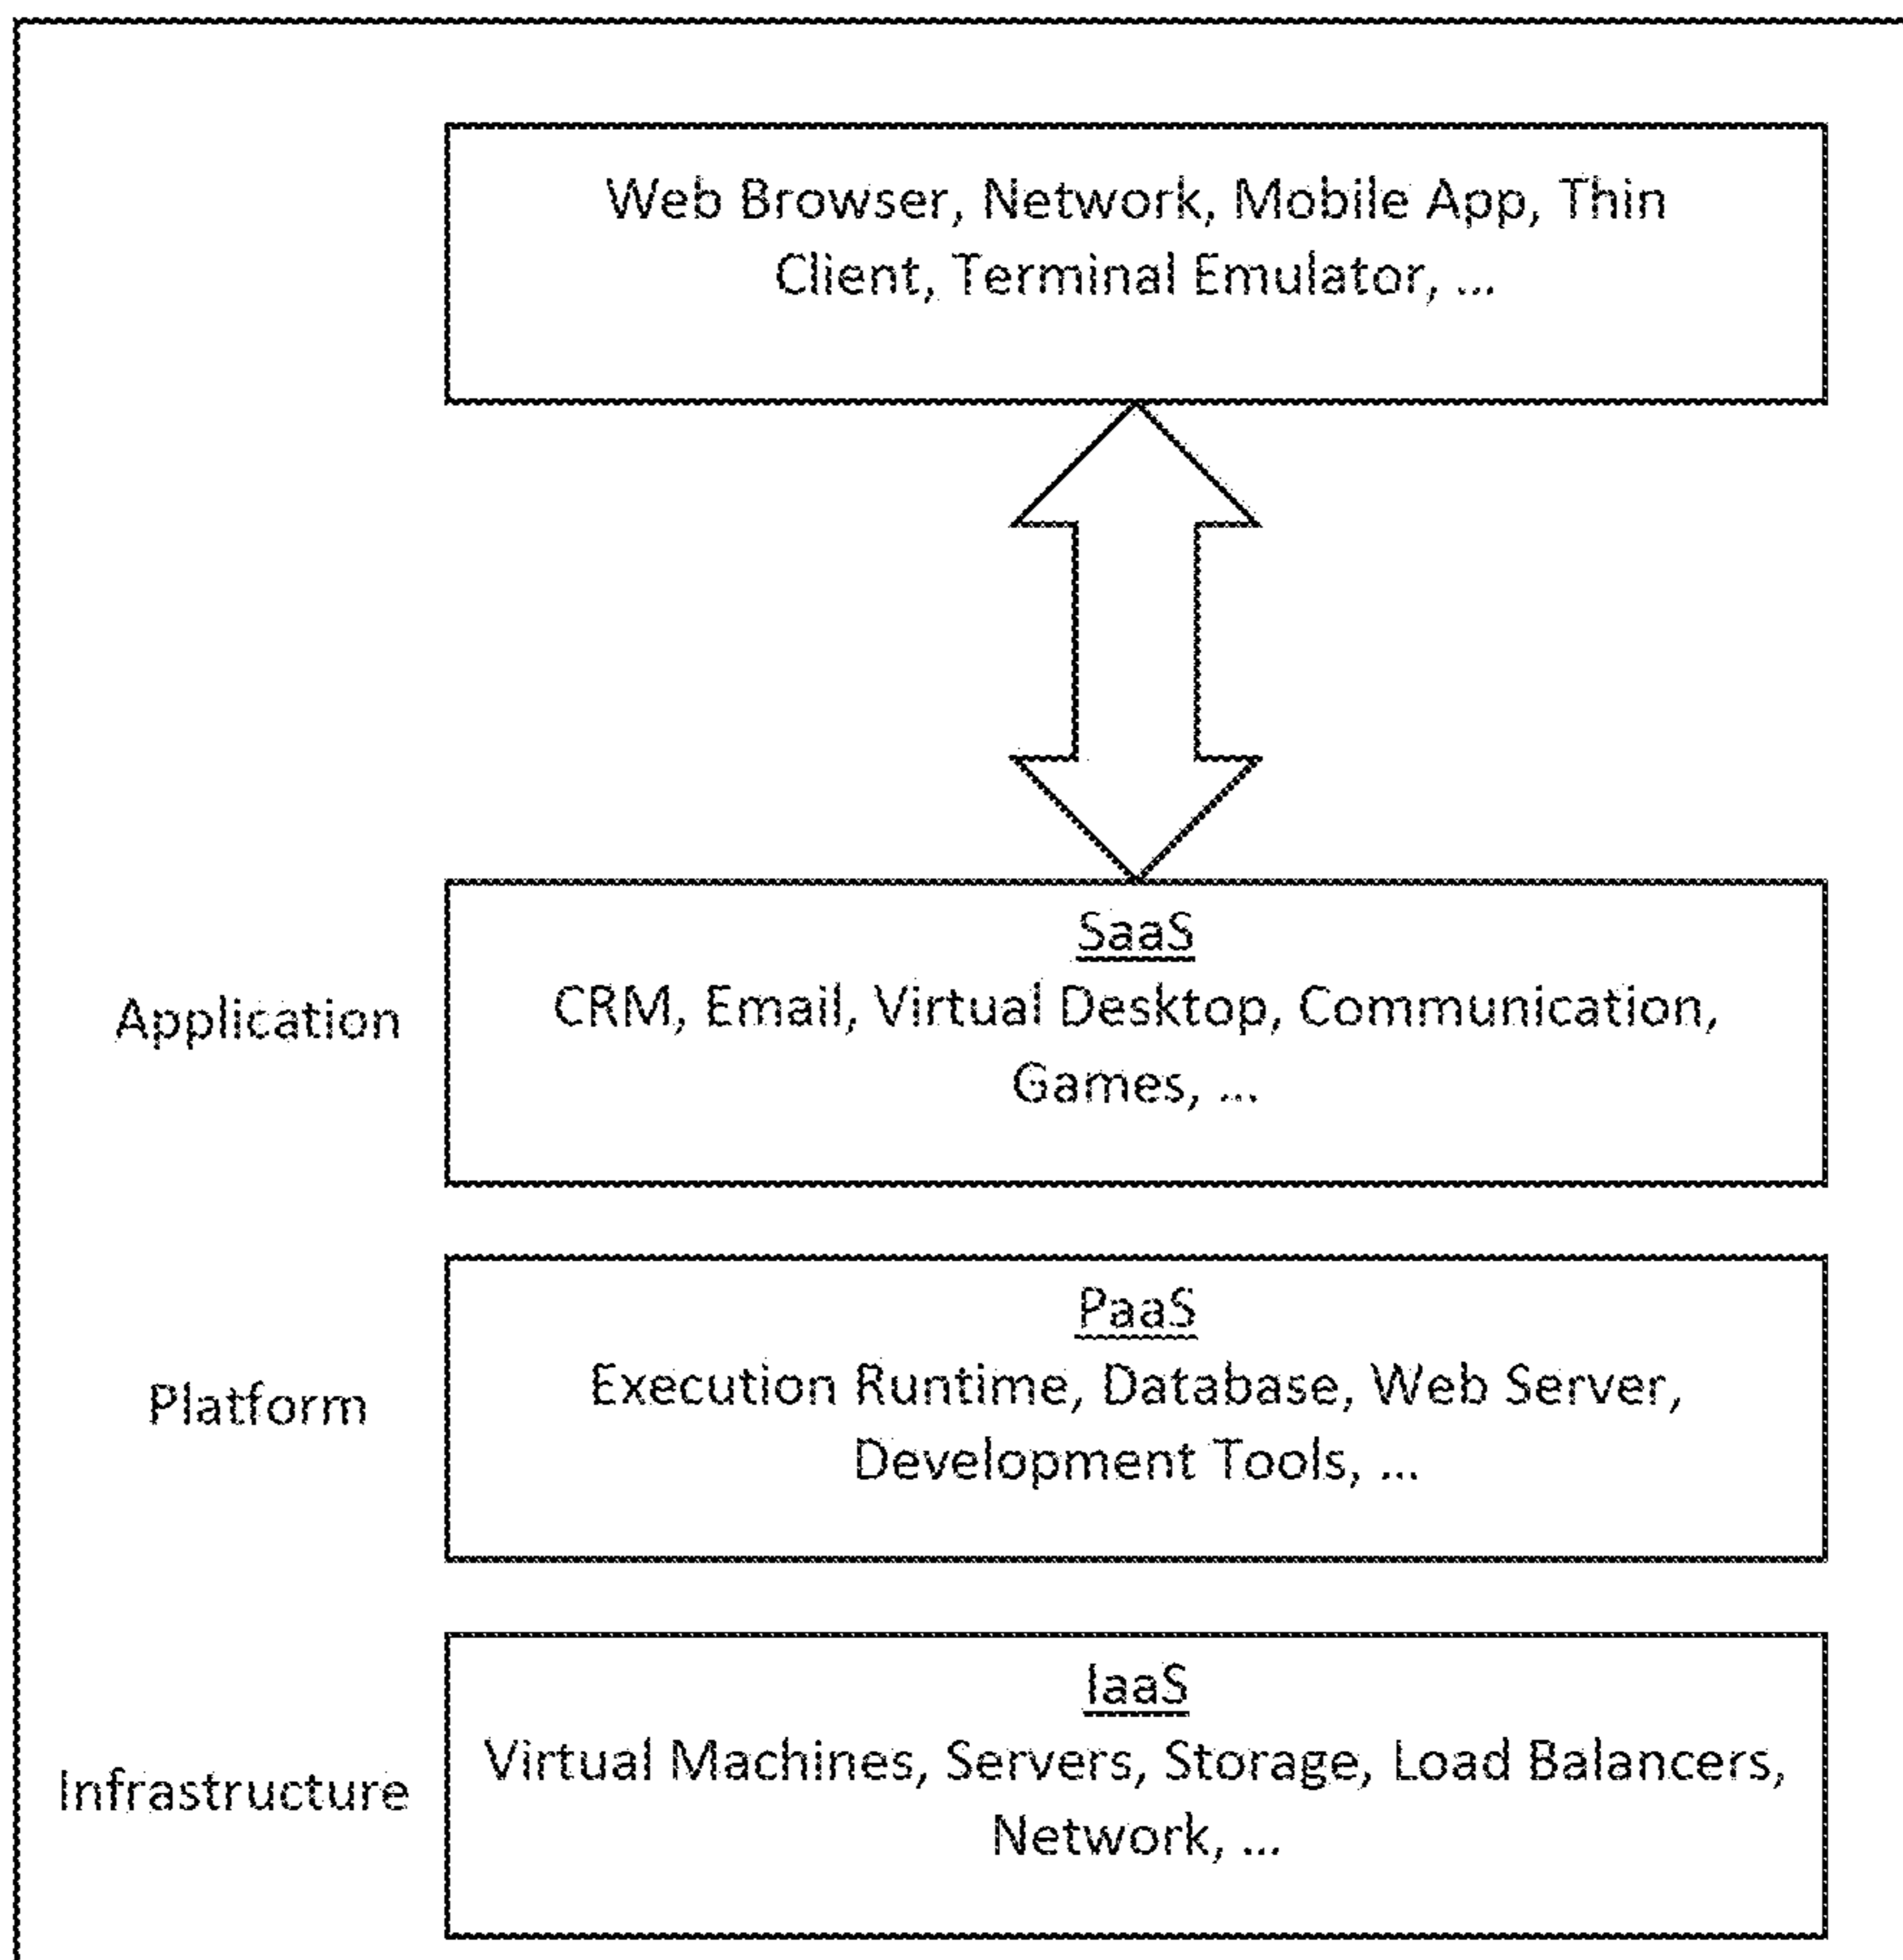 Web Browser, Network, Mobile App, Thin
Client, Terminal Emulator, ...
SaaS
Application
CRM, Email, Virtual Desktop, Communication,
Games, ...
PaaS
Platform
Execution Runtime, Database, Web Server,
Development Tools, ...
IaaS
Infrastructure
Virtual Machines, Servers, Storage, Load Balancers,
Network, ...